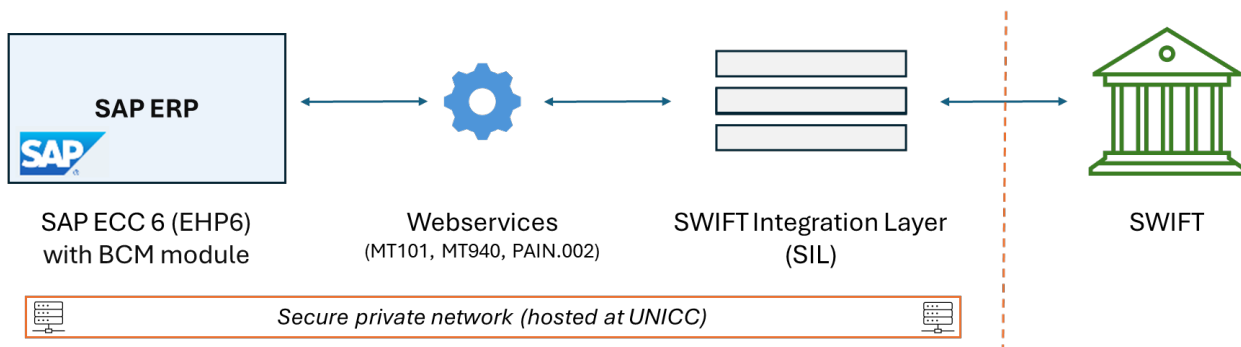 SAP ERP
SAP
SAP ECC 6 (EHP6)
with BCM module
Webservices
(MT101, MT940, PAIN.002)
SWIFT Integration Layer
(SIL)
SWIFT
Secure private network (hosted at UNICC)